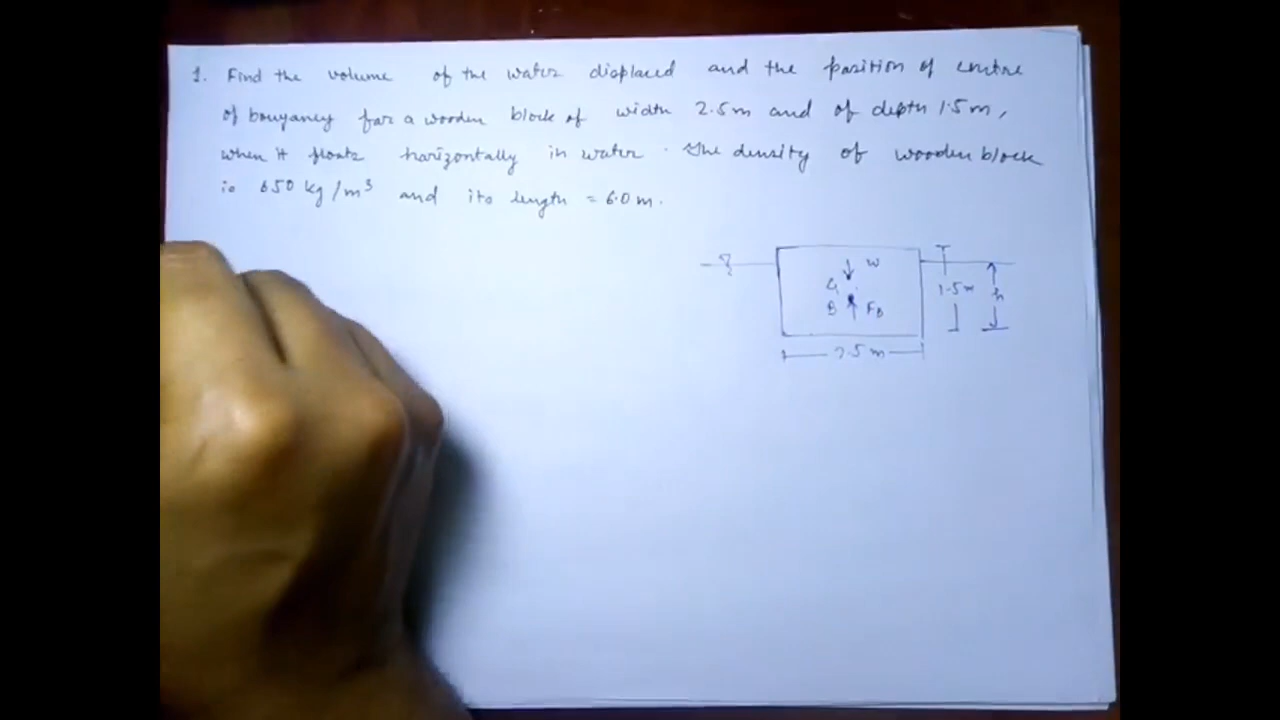 1. Find the volume of the water displaced and the position of centre
of bouyancy for a wooden block of width 2.5m and of depth 1.5m,
when it floats horizontally in water. The density of wooden block
is 650 kg/m³ and its length = 6.0m.
W
G
1.5m
h
B
FB
2.5m